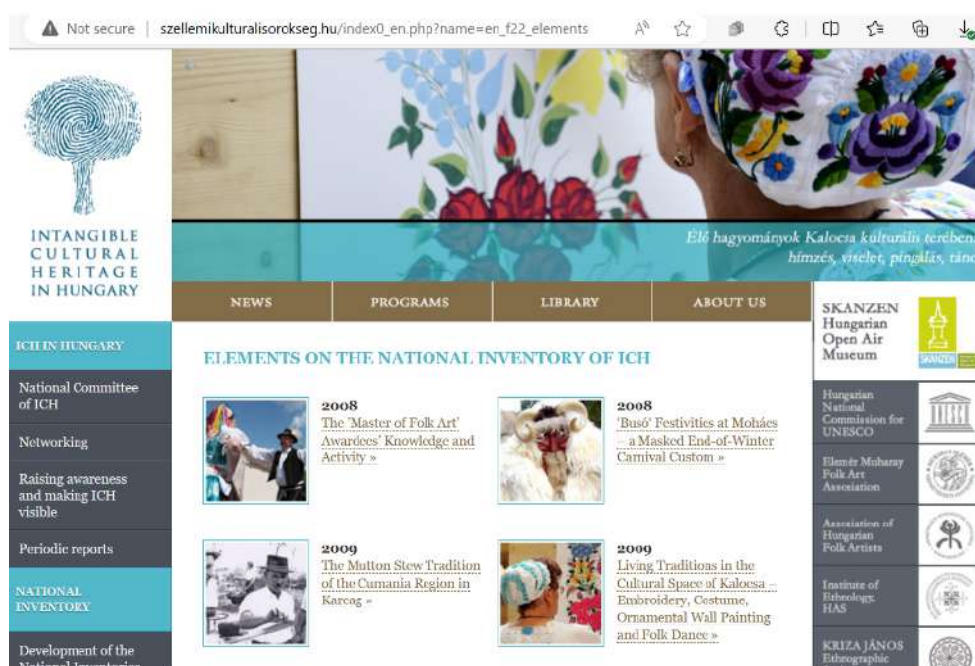 Not secure | szellemikulturalisorokseg.hu/index0_en.php?name=en_f22_elements
INTANGIBLE
CULTURAL
HERITAGE
IN HUNGARY
Élő hagyományok Kalocsa kulturális terében:
hímzés, viselet, pingálás, tánc
NEWS PROGRAMS LIBRARY ABOUT US
ICH IN HUNGARY
National Committee
of ICH
Networking
Raising awareness
and making ICH
visible
Periodic reports
NATIONAL
INVENTORY
Development of the
National Inventories
ELEMENTS ON THE NATIONAL INVENTORY OF ICH
2008
The 'Master of Folk Art'
Awardees' Knowledge and
Activity »
2008
'Busó' Festivities at Mohács
– a Masked End-of-Winter
Carnival Custom »
2009
The Mutton Stew Tradition
of the Cumania Region in
Karcag »
2009
Living Traditions in the
Cultural Space of Kalocsa –
Embroidery, Costume,
Ornamental Wall Painting
and Folk Dance »
SKANZEN
Hungarian
Open Air
Museum
SKANZEN
Hungarian
National
Commission for
UNESCO
Elemér Muharay
Folk Art
Association
Association of
Hungarian
Folk Artists
Institute of
Ethnology,
HAS
KRIZA JÁNOS
Ethnographic